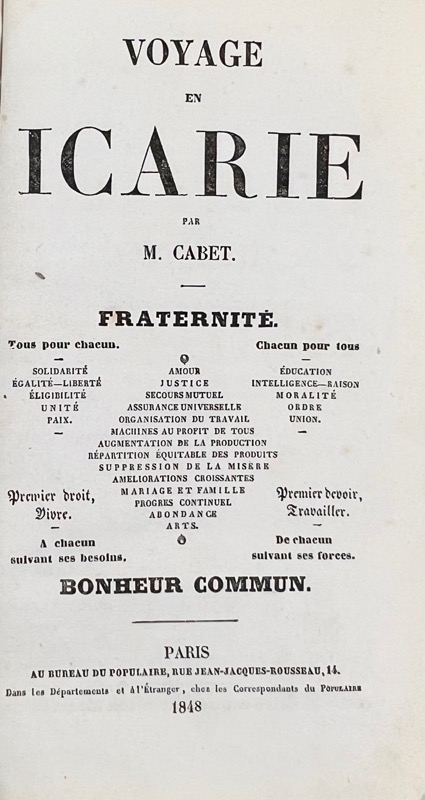 VOYAGE
EN
ICARIE
PAR
M. CABET.
FRATERNITÉ.
Tous pour chacun. Chacun pour tous
SOLIDARITÉ AMOUR ÉDUCATION
ÉGALITÉ—LIBERTÉ JUSTICE INTELLIGENCE—RAISON
ÉLIGIBILITÉ SECOURS MUTUEL MORALITÉ
UNITÉ ASSURANCE UNIVERSELLE ORDRE
PAIX. ORGANISATION DU TRAVAIL UNION.
MACHINES AU PROFIT DE TOUS
AUGMENTATION DE LA PRODUCTION
RÉPARTITION ÉQUITABLE DES PRODUITS
SUPPRESSION DE LA MISERE
AMELIORATIONS CROISSANTES
Premier droit, MARIAGE ET FAMILLE Premier devoir,
Vivre. PROGRES CONTINUEL Travailler.
ABONDANCE
ARTS.
A chacun De chacun
suivant ses besoins. suivant ses forces.
BONHEUR COMMUN.
PARIS
AU BUREAU DU POPULAIRE, RUE JEAN-JACQUES-ROUSSEAU, 14.
Dans les Départements et à l'Étranger, chez les Correspondants du POPULAIRE
1848